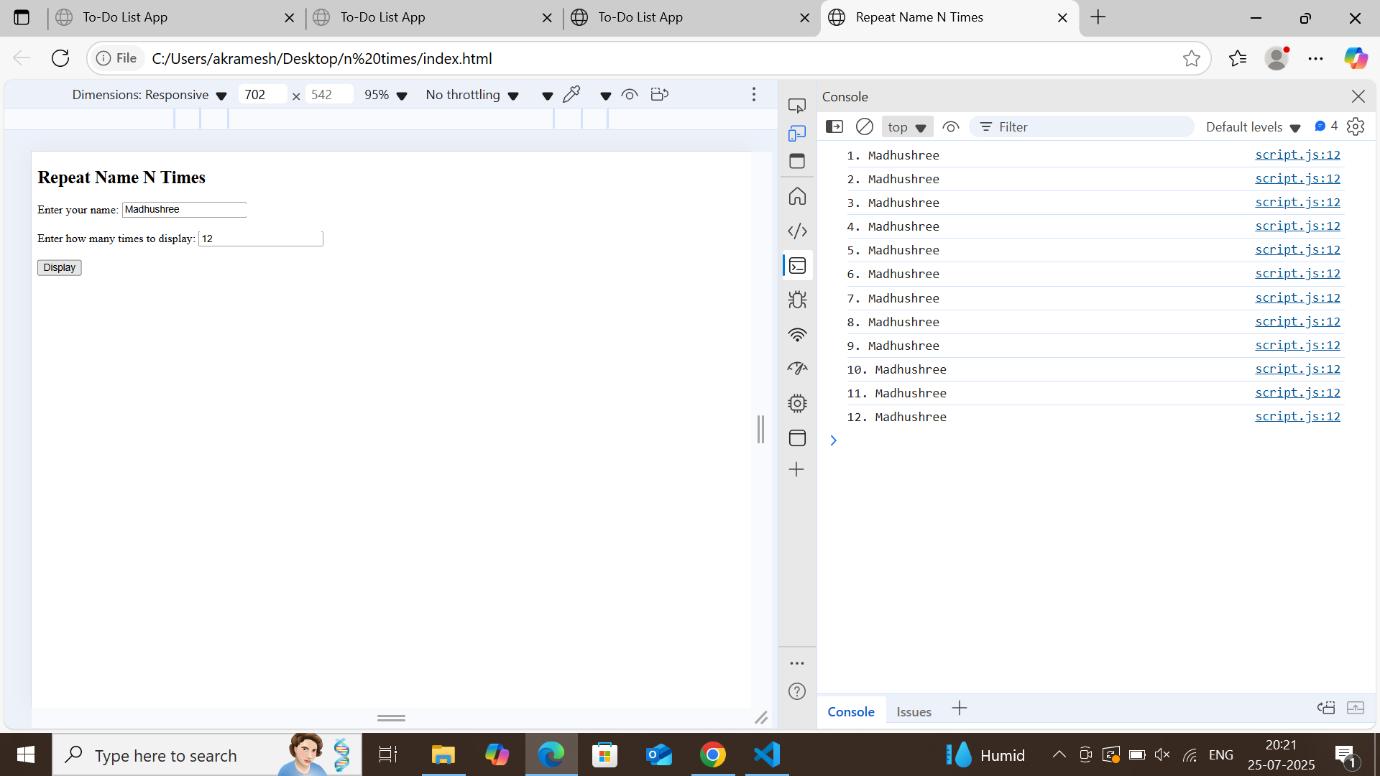 To-Do List App
To-Do List App
To-Do List App
Repeat Name N Times
File C:/Users/akramesh/Desktop/n%20times/index.html
Dimensions: Responsive 702 × 542 95% No throttling
Repeat Name N Times
Enter your name: Madhushree
Enter how many times to display: 12
Display
Console
top Filter Default levels 4
1. Madhushree script.js:12
2. Madhushree script.js:12
3. Madhushree script.js:12
4. Madhushree script.js:12
5. Madhushree script.js:12
6. Madhushree script.js:12
7. Madhushree script.js:12
8. Madhushree script.js:12
9. Madhushree script.js:12
10. Madhushree script.js:12
11. Madhushree script.js:12
12. Madhushree script.js:12
Console Issues
Type here to search
Humid
ENG
20:21
25-07-2025
1